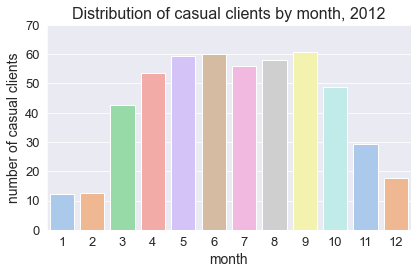 Distribution of casual clients by month, 2012
number of casual clients
70
60
50
40
30
20
10
0
1 2 3 4 5 6 7 8 9 10 11 12
month